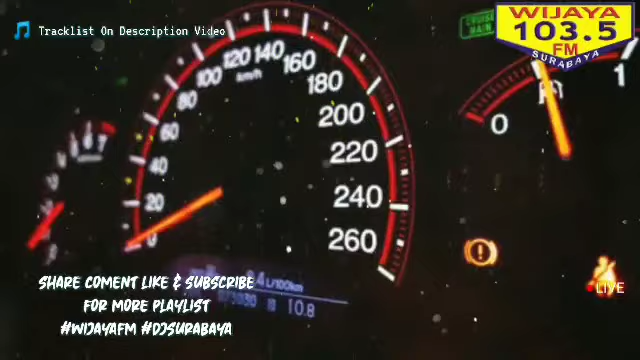 Tracklist On Description Video
CRUISE
MAIN
WIJAYA
103.5
FM
SURABAYA
0
1
0
20
40
60
80
100
120
140
160
180
200
220
240
260
km/h
L/100km
10.8
LIVE
SHARE COMENT LIKE & SUBSCRIBE
FOR MORE PLAYLIST
#WIJAYAFM #DJSURABAYA